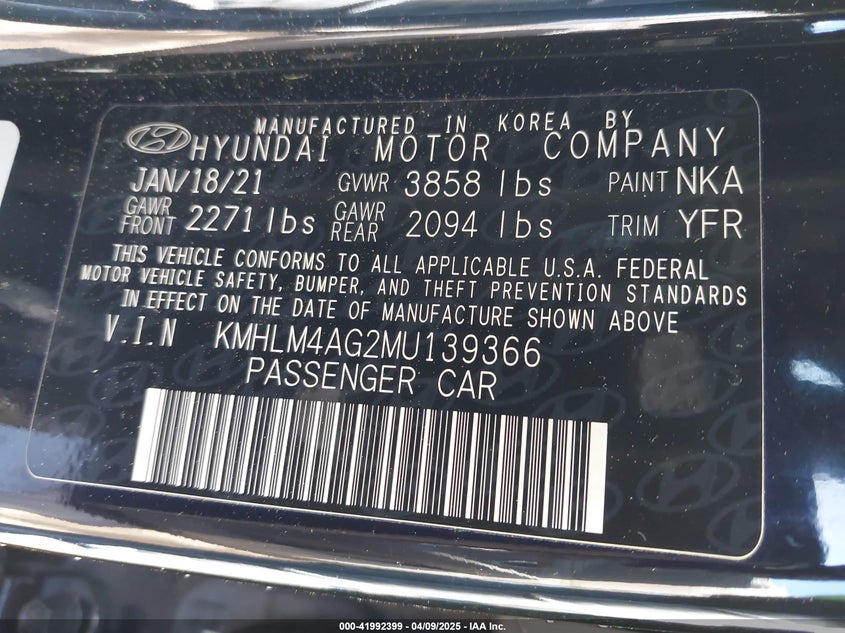 MANUFACTURED IN KOREA BY
HYUNDAI MOTOR COMPANY
JAN/18/21 GVWR 3858 lbs PAINT NKA
GAWR FRONT 2271 lbs GAWR REAR 2094 lbs TRIM YFR
THIS VEHICLE CONFORMS TO ALL APPLICABLE U.S.A. FEDERAL
MOTOR VEHICLE SAFETY, BUMPER, AND THEFT PREVENTION STANDARDS
IN EFFECT ON THE DATE OF MANUFACTURE SHOWN ABOVE
V.I.N KMHLM4AG2MU139366
PASSENGER CAR
000-41992399 - 04/09/2025 - IAA Inc.